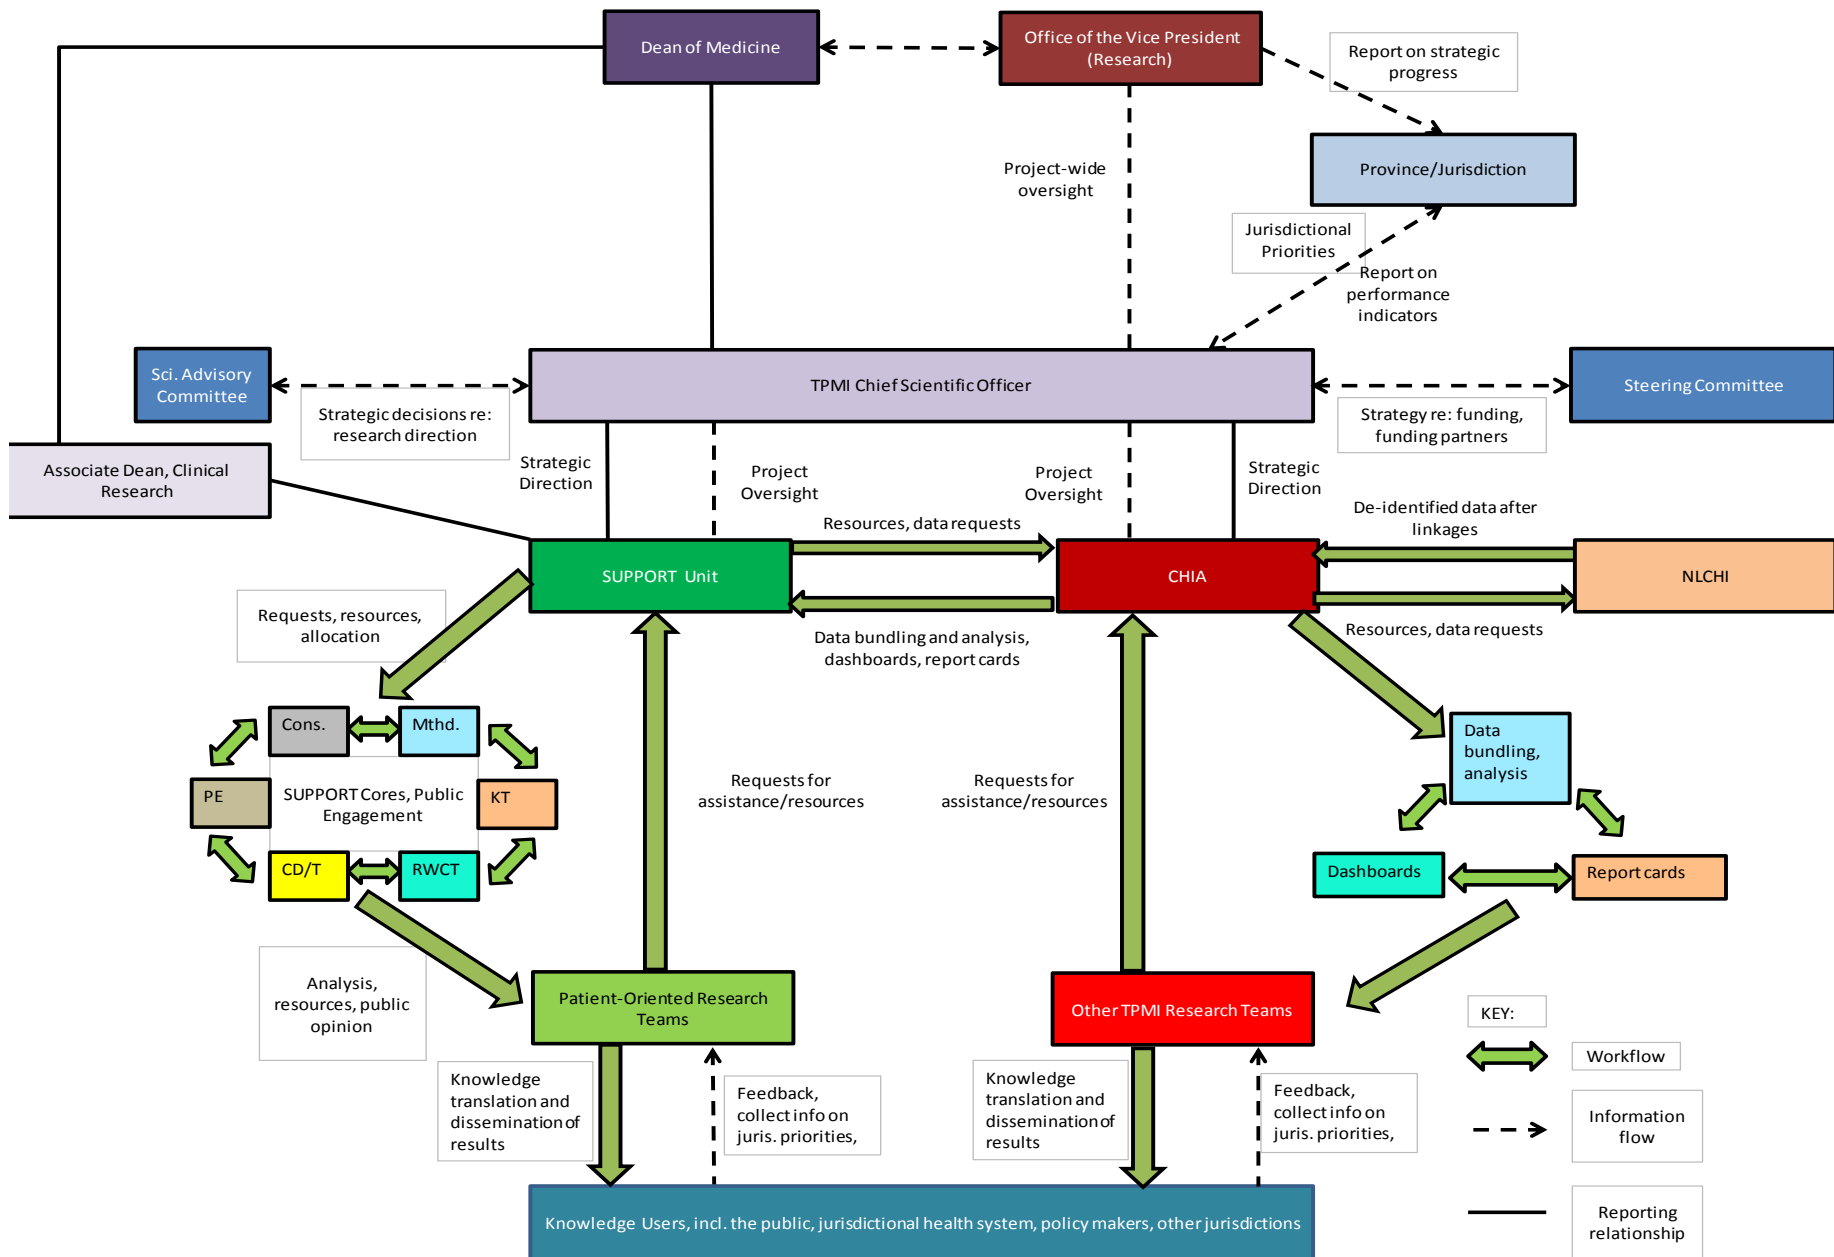 Dean of Medicine
Office of the Vice President
(Research)
Report on strategic
progress
Project-wide
oversight
Province/Jurisdiction
Jurisdictional
Priorities
Report on
performance
indicators
Sci. Advisory
Committee
TPMI Chief Scientific Officer
Steering Committee
Strategic decisions re:
research direction
Strategy re: funding,
funding partners
Associate Dean, Clinical
Research
Strategic
Direction
Project
Oversight
Project
Oversight
Strategic
Direction
Resources, data requests
De-identified data after
linkages
SUPPORT Unit
CHIA
NLCHI
Requests, resources,
allocation
Data bundling and analysis,
dashboards, report cards
Resources, data requests
Cons.
Mthd.
Data
bundling,
analysis
PE
SUPPORT Cores, Public
Engagement
KT
Requests for
assistance/resources
Requests for
assistance/resources
CD/T
RWCT
Dashboards
Report cards
Analysis,
resources, public
opinion
Patient-Oriented Research
Teams
Other TPMI Research Teams
KEY:
Workflow
Knowledge
translation and
dissemination of
results
Feedback,
collect info on
juris. priorities,
Knowledge
translation and
dissemination of
results
Feedback,
collect info on
juris. priorities,
Information
flow
Knowledge Users, incl. the public, jurisdictional health system, policy makers, other jurisdictions
Reporting
relationship